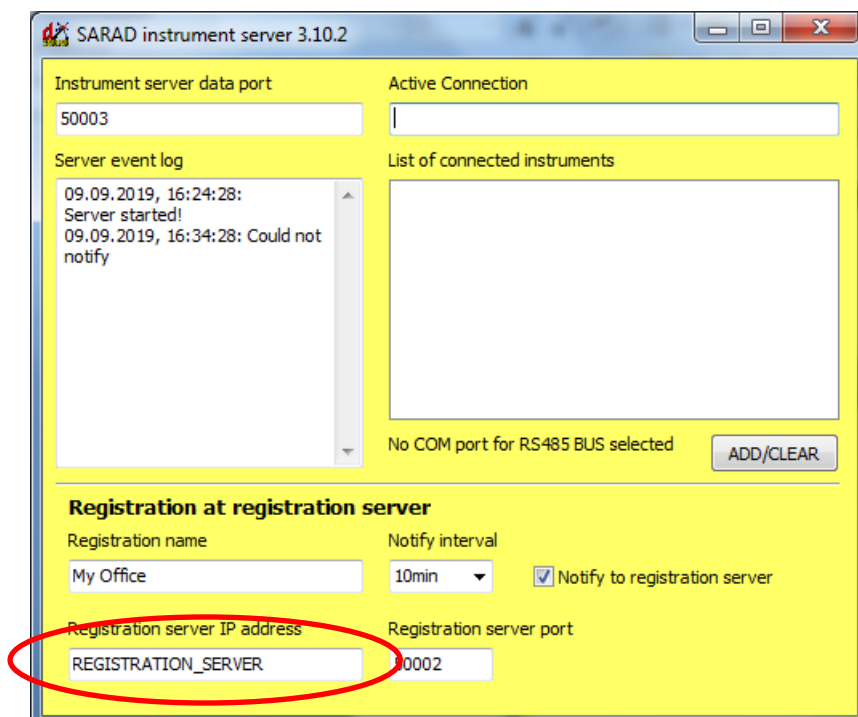 SARAD instrument server 3.10.2
Instrument server data port
Active Connection
50003
Server event log
List of connected instruments
09.09.2019, 16:24:28:
Server started!
09.09.2019, 16:34:28: Could not
notify
No COM port for RS485 BUS selected
ADD/CLEAR
Registration at registration server
Registration name
Notify interval
My Office
10min
Notify to registration server
Registration server IP address
Registration server port
REGISTRATION_SERVER
50002